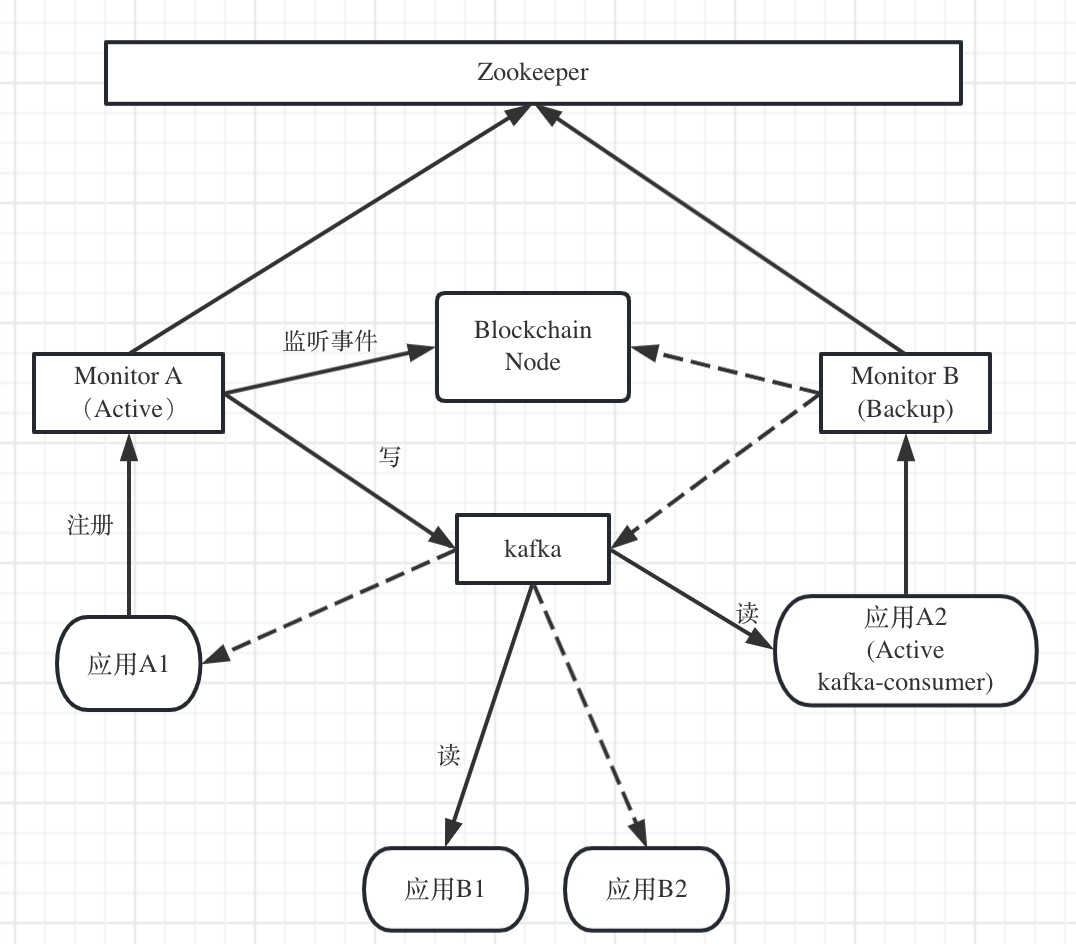 Zookeeper
监听事件
Blockchain
Node
Monitor A
（Active）
Monitor B
(Backup)
写
注册
kafka
读
应用A1
应用A2
(Active
kafka-consumer)
读
应用B1
应用B2